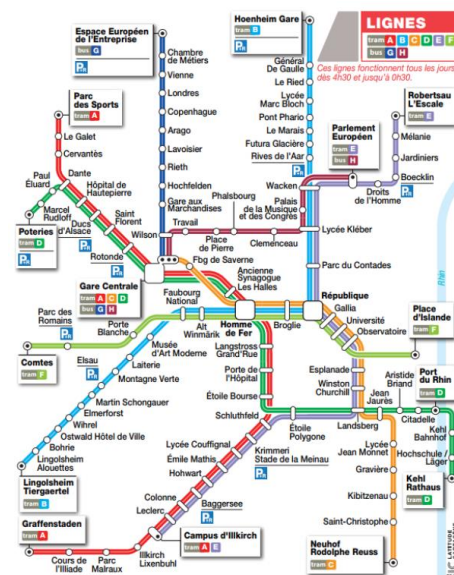 LIGNES
tram A B C D E F
bus G H
Ces lignes fonctionnent tous les jours
dès 4h30 et jusqu'à 0h30.
Espace Européen
de l'Entreprise
bus G
P+R
Chambre
de Métiers
Vienne
Londres
Copenhague
Arago
Lavoisier
Rieth
Hochfelden
Gare aux
Marchandises
Travail
Wilson
Phalsbourg
Place
de Pierre
Clemenceau
Hoenheim Gare
tram B
P+R
Général
De Gaulle
Le Ried
Lycée
Marc Bloch
Pont Phario
Le Marais
Futura Glacière
Rives de l'Aar
P+R
Wacken
Palais
de la Musique
et des Congrès
Lycée Kléber
Parc du Contades
Parlement
Européen
tram E
bus H
Robertsau
L'Escale
tram E
Mélanie
Jardiniers
Boecklin
P+R
Droits
de l'Homme
Rhin
Parc
des Sports
tram A
Le Galet
Cervantès
Dante
Paul
Éluard
Marcel
Rudloff
Poteries
tram D
P+R
Hôpital de
Hautepierre
Ducs
d'Alsace
Saint
Florent
Rotonde
P+R
Gare Centrale
tram A C D
bus G H
Fbg de Saverne
Ancienne
Synagogue
Les Halles
Faubourg
National
Homme
de Fer
Broglie
République
Gallia
Université
Observatoire
Place
d'Islande
tram F
Parc des
Romains
P+R
Porte
Blanche
Comtes
tram F
Alt
Winmärik
Musée
d'Art Moderne
Laiterie
Montagne Verte
Elsau
P+R
Martin Schongauer
Elmerforst
Wihrel
Ostwald Hôtel de Ville
Bohrie
Lingolsheim
Alouettes
Lingolsheim
Tiergaertel
tram B
P+R
Langstross
Grand'Rue
Porte de
l'Hôpital
Étoile Bourse
Schluthfeld
Étoile
Polygone
Krimmeri
Stade de la Meinau
P+R
Esplanade
Winston
Churchill
Landsberg
Jean
Jaurès
Aristide
Briand
Citadelle
Port
du Rhin
tram D
Kehl
Bahnhof
Hochschule /
Läger
Kehl
Rathaus
tram D
Lycée
Jean Monnet
Gravière
Kibitzenau
Saint-Christophe
Neuhof
Rodolphe Reuss
tram C
Lycée Couffignal
Émile Mathis
Hohwart
Baggersee
P+R
Colonne
Leclerc
Campus d'Illkirch
tram A E
Illkirch
Lixenbuhl
Parc
Malraux
Cours de
l'Illiade
Graffenstaden
tram A
LATITUDE